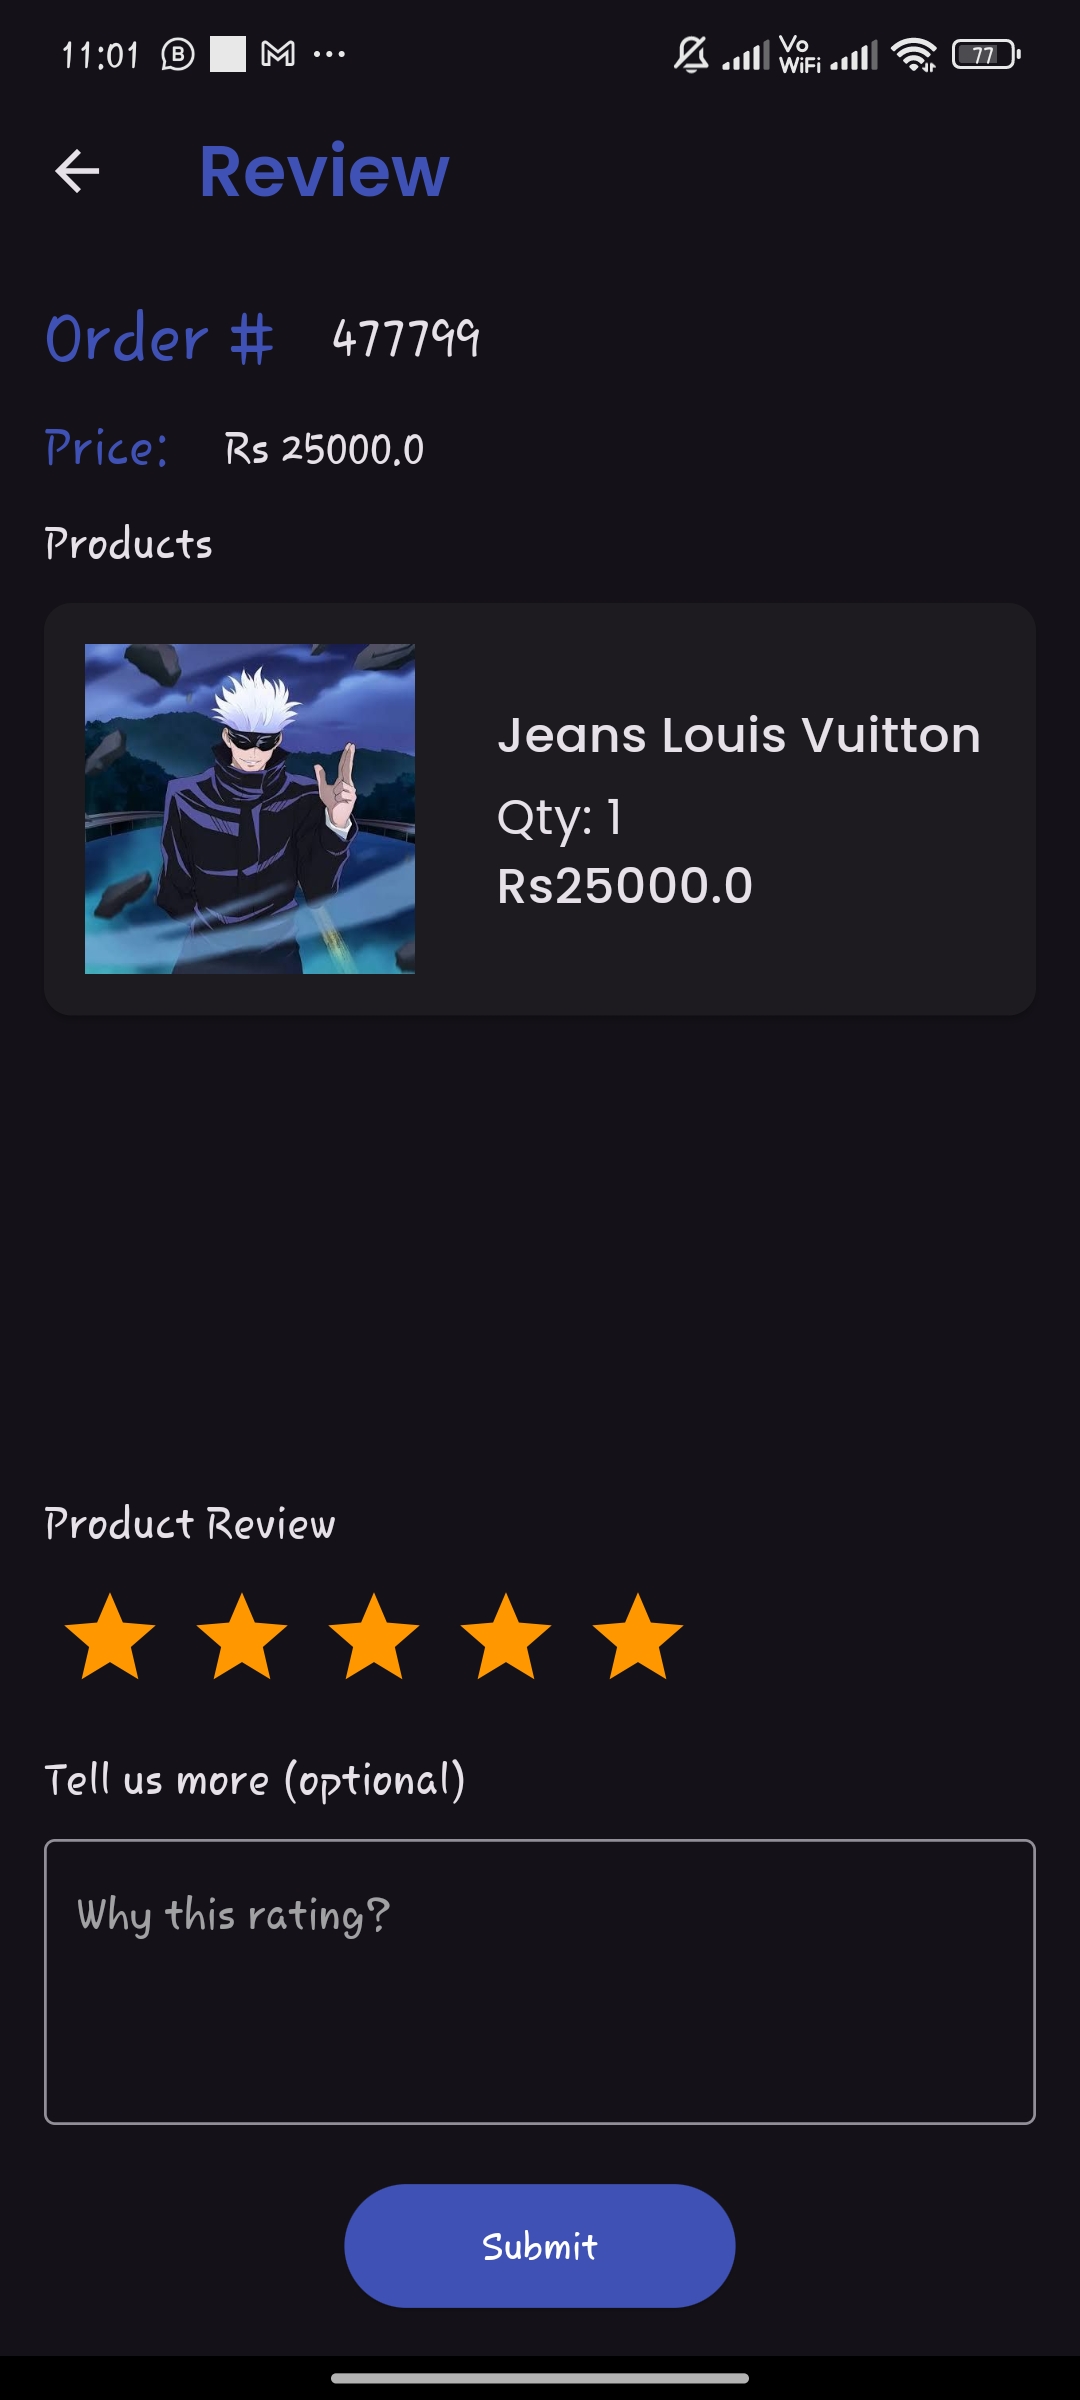 11:01 B ... Vo WiFi 77
Review
Order # 477799
Price: Rs 25000.0
Products
Jeans Louis Vuitton
Qty: 1
Rs25000.0
Product Review
Tell us more (optional)
Why this rating?
Submit